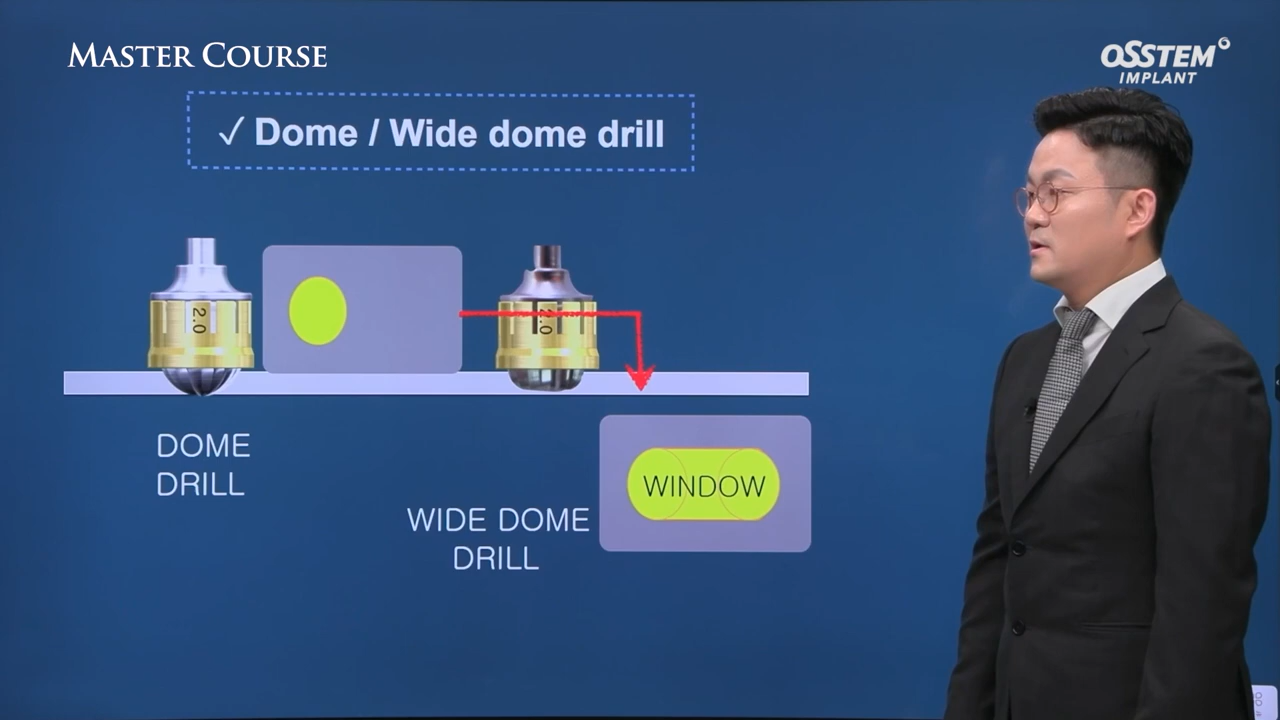 MASTER COURSE
OSSTEM
IMPLANT
✓ Dome / Wide dome drill
2.0
2.0
DOME
DRILL
WIDE DOME
DRILL
WINDOW